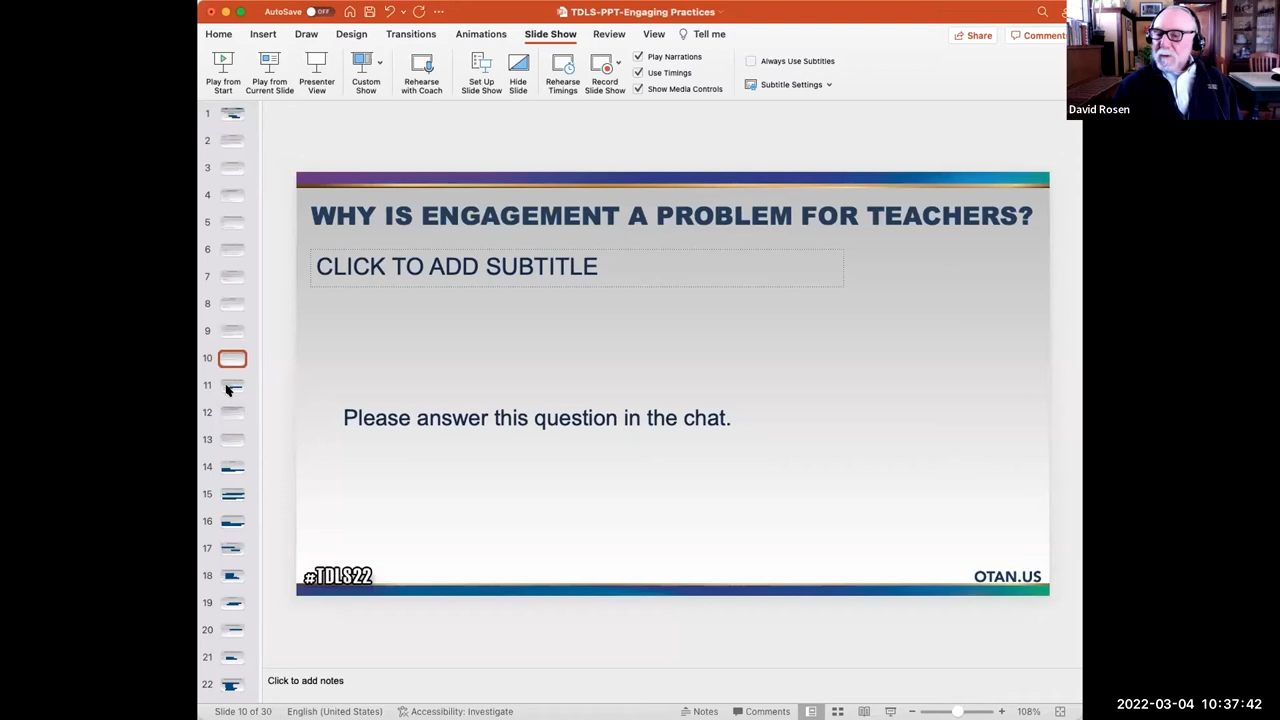 AutoSave OFF
TDLS-PPT-Engaging Practices
Home Insert Draw Design Transitions Animations Slide Show Review View Tell me
Share
Comment
Play from Start
Play from Current Slide
Presenter View
Custom Show
Rehearse with Coach
Set Up Slide Show
Hide Slide
Rehearse Timings
Record Slide Show
Play Narrations
Use Timings
Show Media Controls
Always Use Subtitles
Subtitle Settings
David Rosen
1
2
3
4
5
6
7
8
9
10
11
12
13
14
15
16
17
18
19
20
21
22
WHY IS ENGAGEMENT A PROBLEM FOR TEACHERS?
CLICK TO ADD SUBTITLE
Please answer this question in the chat.
#TDLS22
OTAN.US
Click to add notes
Slide 10 of 30 English (United States) Accessibility: Investigate Notes Comments 108%
2022-03-04 10:37:42